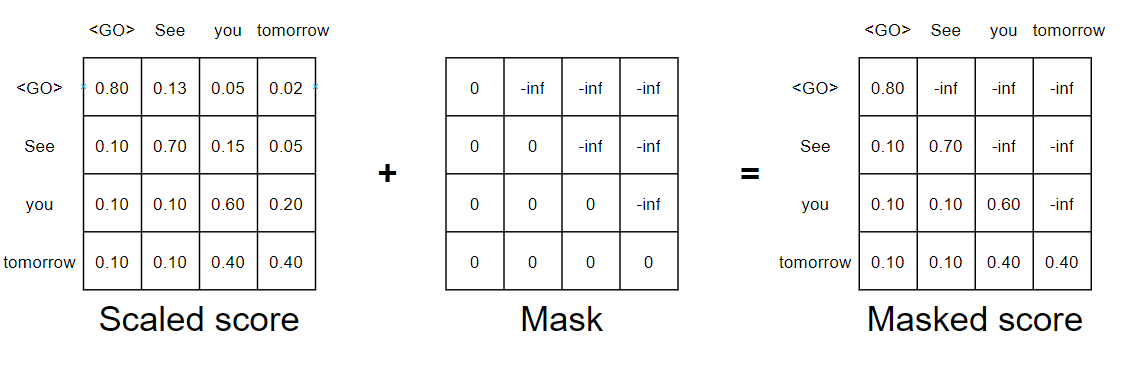 <GO> See you tomorrow <GO> See you tomorrow
<GO> 0.80 0.13 0.05 0.02 0 -inf -inf -inf <GO> 0.80 -inf -inf -inf
See 0.10 0.70 0.15 0.05 0 0 -inf -inf See 0.10 0.70 -inf -inf
+ =
you 0.10 0.10 0.60 0.20 0 0 0 -inf you 0.10 0.10 0.60 -inf
tomorrow 0.10 0.10 0.40 0.40 0 0 0 0 tomorrow 0.10 0.10 0.40 0.40
Scaled score Mask Masked score